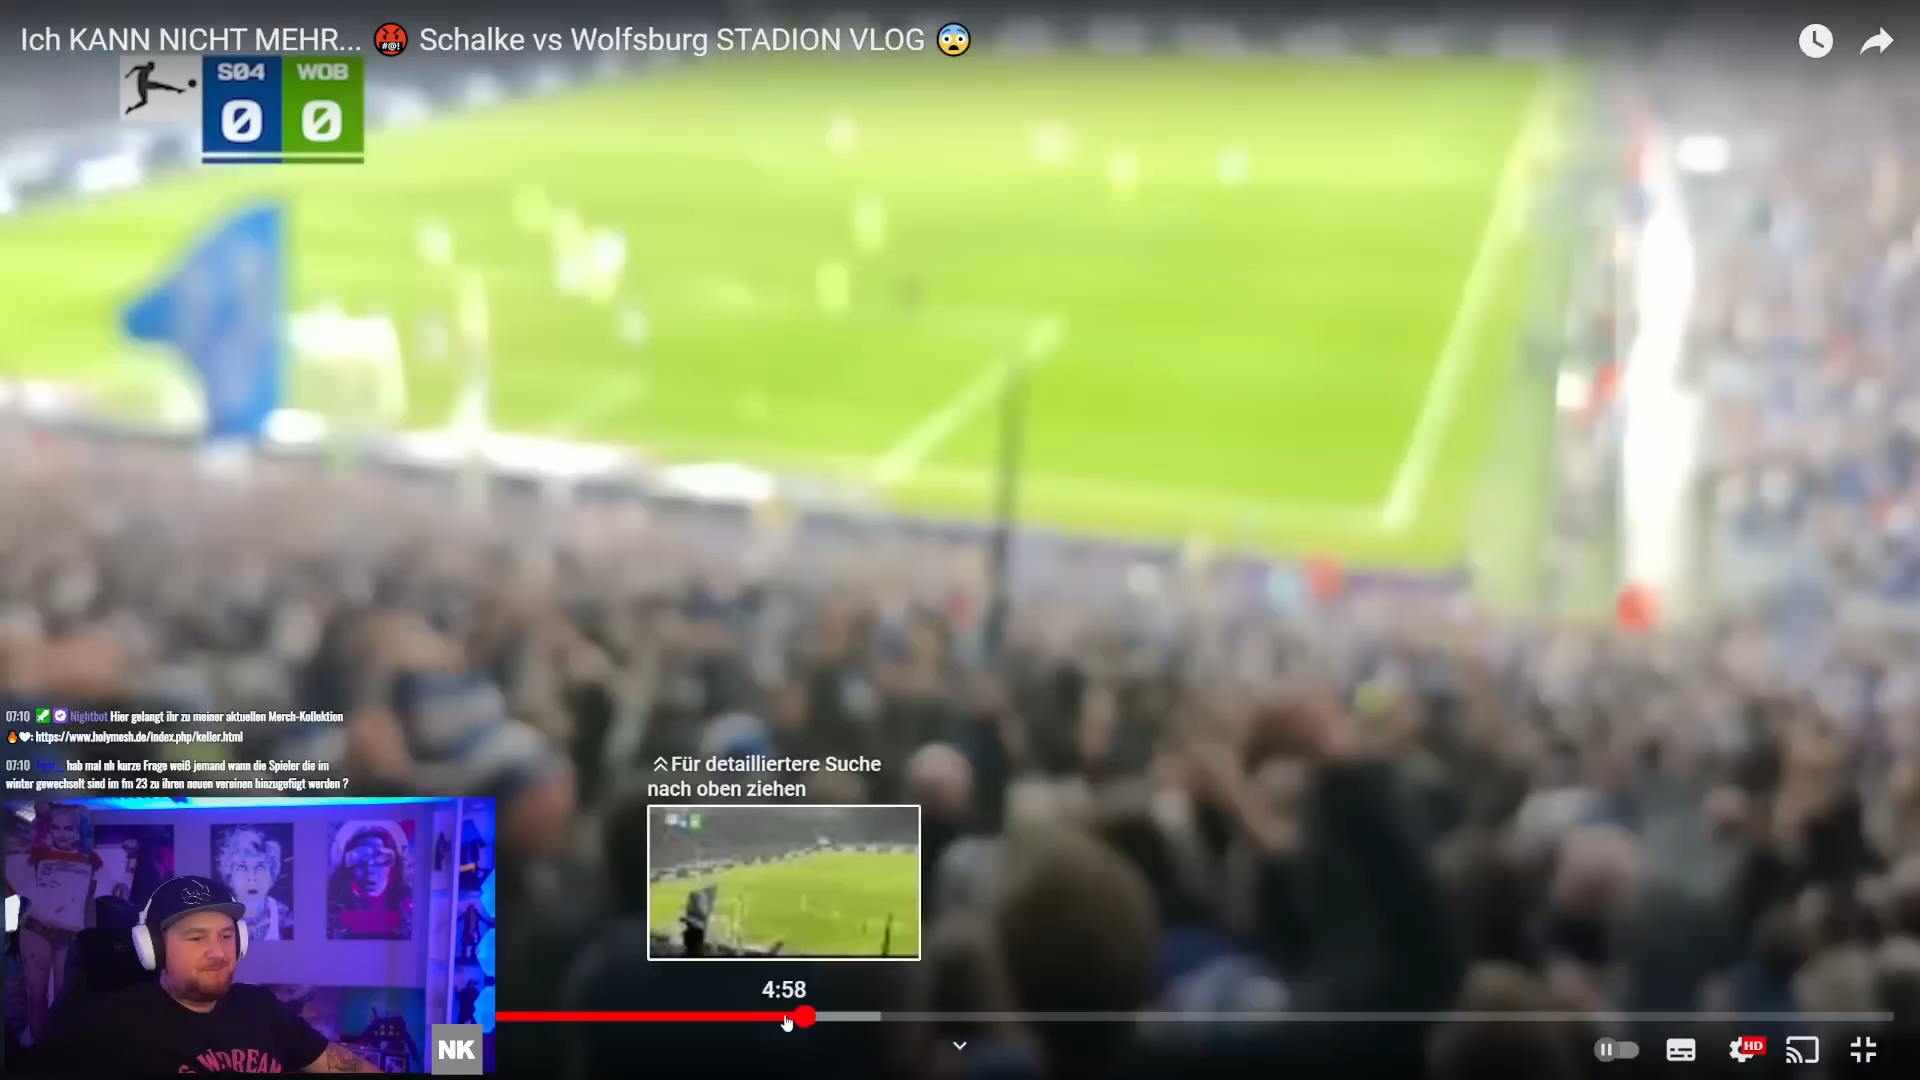 Ich KANN NICHT MEHR... 🤬 Schalke vs Wolfsburg STADION VLOG 😨
S04 WOB
0 0
07:10 Nightbot Hier gelangt ihr zu meiner aktuellen Merch-Kollektion
🔥🖤: https://www.holymesh.de/index.php/keller.html
07:10 hab mal nh kurze Frage weiß jemand wann die Spieler die im
winter gewechselt sind im fm 23 zu ihren neuen vereinen hinzugefügt werden ?
Für detailliertere Suche
nach oben ziehen
4:58
NK
HD